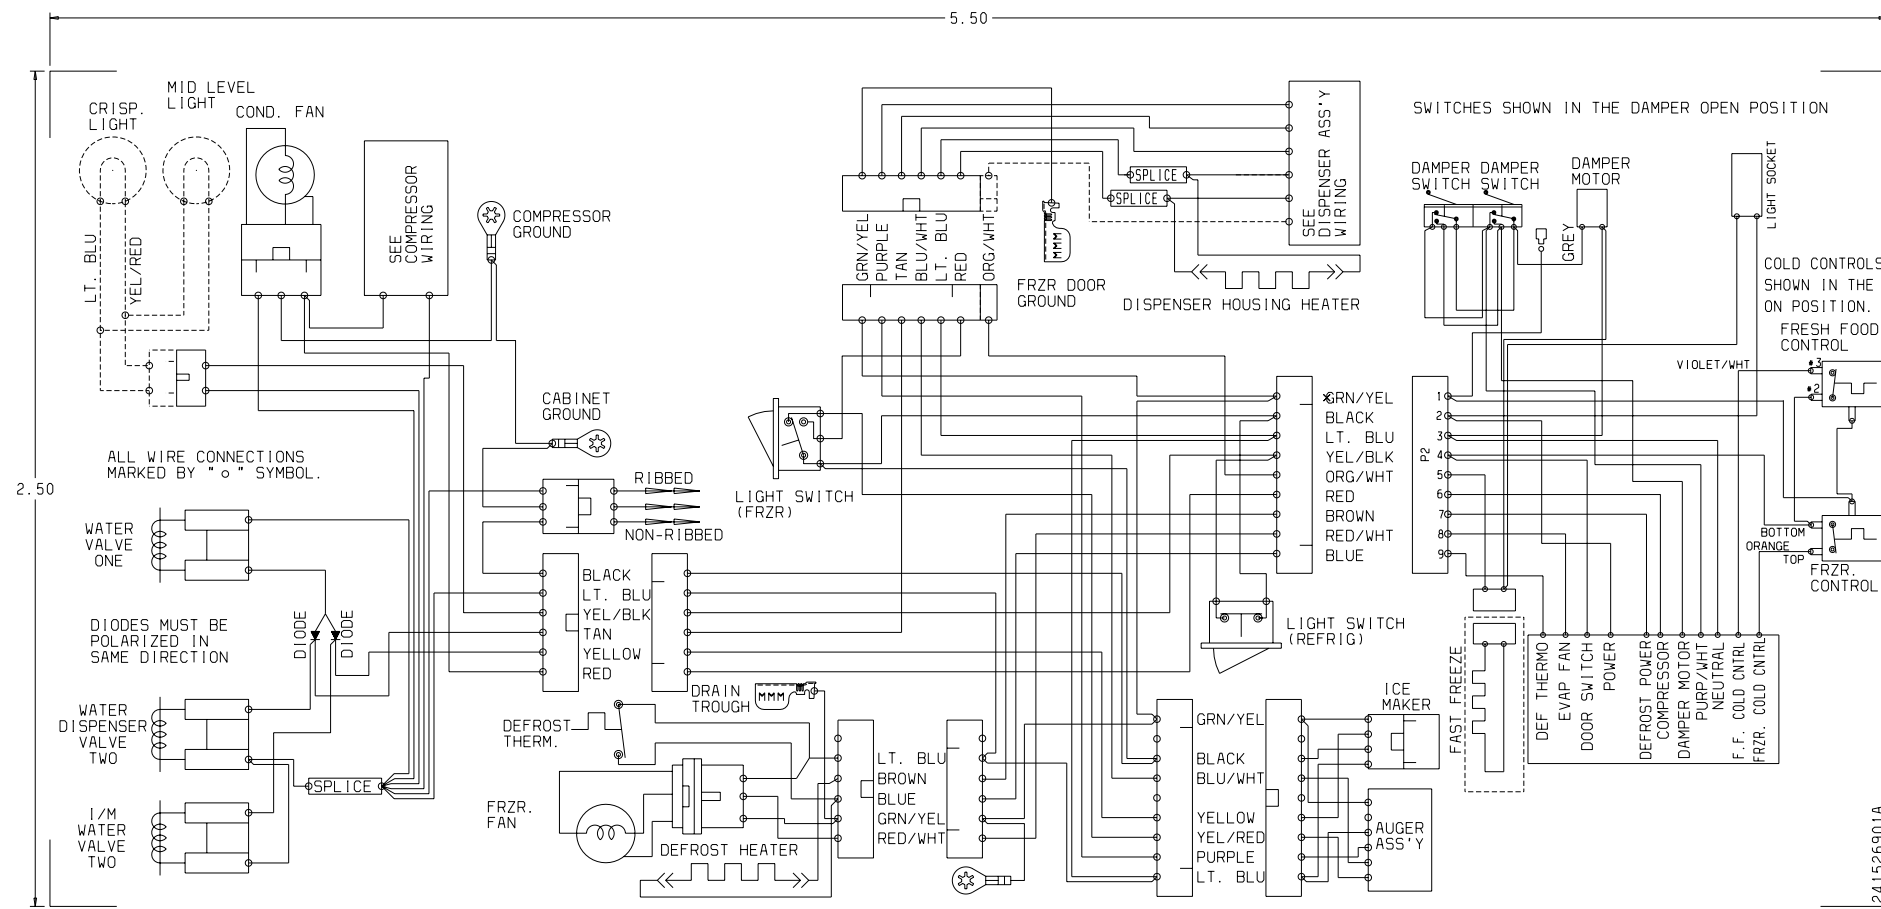 5.50
2.50
CRISP.
LIGHT
MID LEVEL
LIGHT
COND. FAN
LT. BLU
YEL/RED
SEE
COMPRESSOR
WIRING
COMPRESSOR
GROUND
CABINET
GROUND
ALL WIRE CONNECTIONS
MARKED BY " o " SYMBOL.
WATER
VALVE
ONE
DIODES MUST BE
POLARIZED IN
SAME DIRECTION
DIODE
DIODE
WATER
DISPENSER
VALVE
TWO
I/M
WATER
VALVE
TWO
SPLICE
RIBBED
NON-RIBBED
BLACK
LT. BLU
YEL/BLK
TAN
YELLOW
RED
GRN/YEL
PURPLE
TAN
BLU/WHT
LT. BLU
RED
ORG/WHT
FRZR DOOR
GROUND
SPLICE
SPLICE
SEE
DISPENSER ASS'Y
WIRING
DISPENSER HOUSING HEATER
LIGHT SWITCH
(FRZR)
GRN/YEL
BLACK
LT. BLU
YEL/BLK
ORG/WHT
RED
BROWN
RED/WHT
BLUE
LIGHT SWITCH
(REFRIG)
DRAIN
TROUGH
DEFROST
THERM.
FRZR.
FAN
DEFROST HEATER
LT. BLU
BROWN
BLUE
GRN/YEL
RED/WHT
GRN/YEL
BLACK
BLU/WHT
YELLOW
YEL/RED
PURPLE
LT. BLU
ICE
MAKER
AUGER
ASS'Y
SWITCHES SHOWN IN THE DAMPER OPEN POSITION
DAMPER
SWITCH
DAMPER
SWITCH
DAMPER
MOTOR
GREY
LIGHT SOCKET
COLD CONTROLS
SHOWN IN THE
ON POSITION.
FRESH FOOD
CONTROL
VIOLET/WHT
#3
#2
P2
1
2
3
4
5
6
7
8
9
BOTTOM
ORANGE
TOP
FRZR.
CONTROL
FAST FREEZE
DEF THERMO
EVAP FAN
DOOR SWITCH
POWER
DEFROST POWER
COMPRESSOR
DAMPER MOTOR
PURP/WHT
NEUTRAL
F.F. COLD CNTRL
FRZR. COLD CNTRL
241526901A